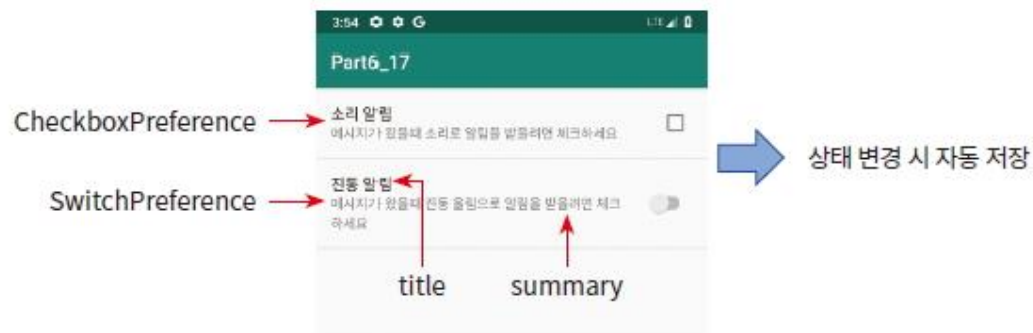 3:54 G LTE
Part6_17
CheckboxPreference
소리 알림
메시지가 왔을때 소리로 알림을 받을려면 체크하세요
상태 변경 시 자동 저장
SwitchPreference
진동 알림
메시지가 왔을때 진동 울림으로 알림을 받을려면 체크
하세요
title summary